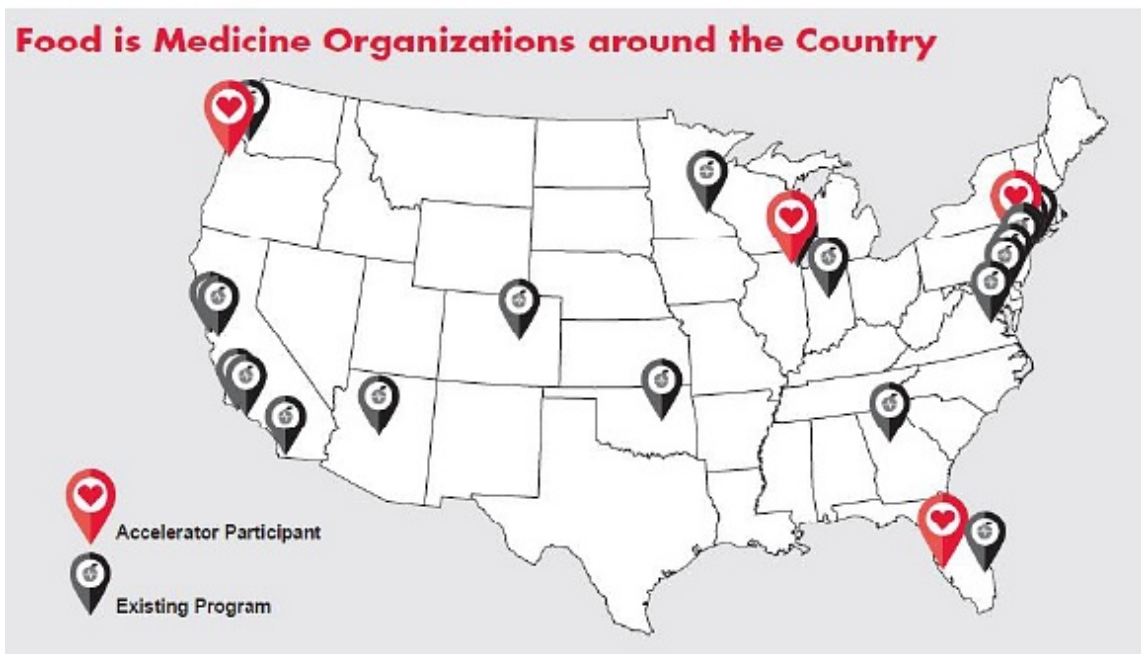 Food is Medicine Organizations around the Country
Accelerator Participant
Existing Program